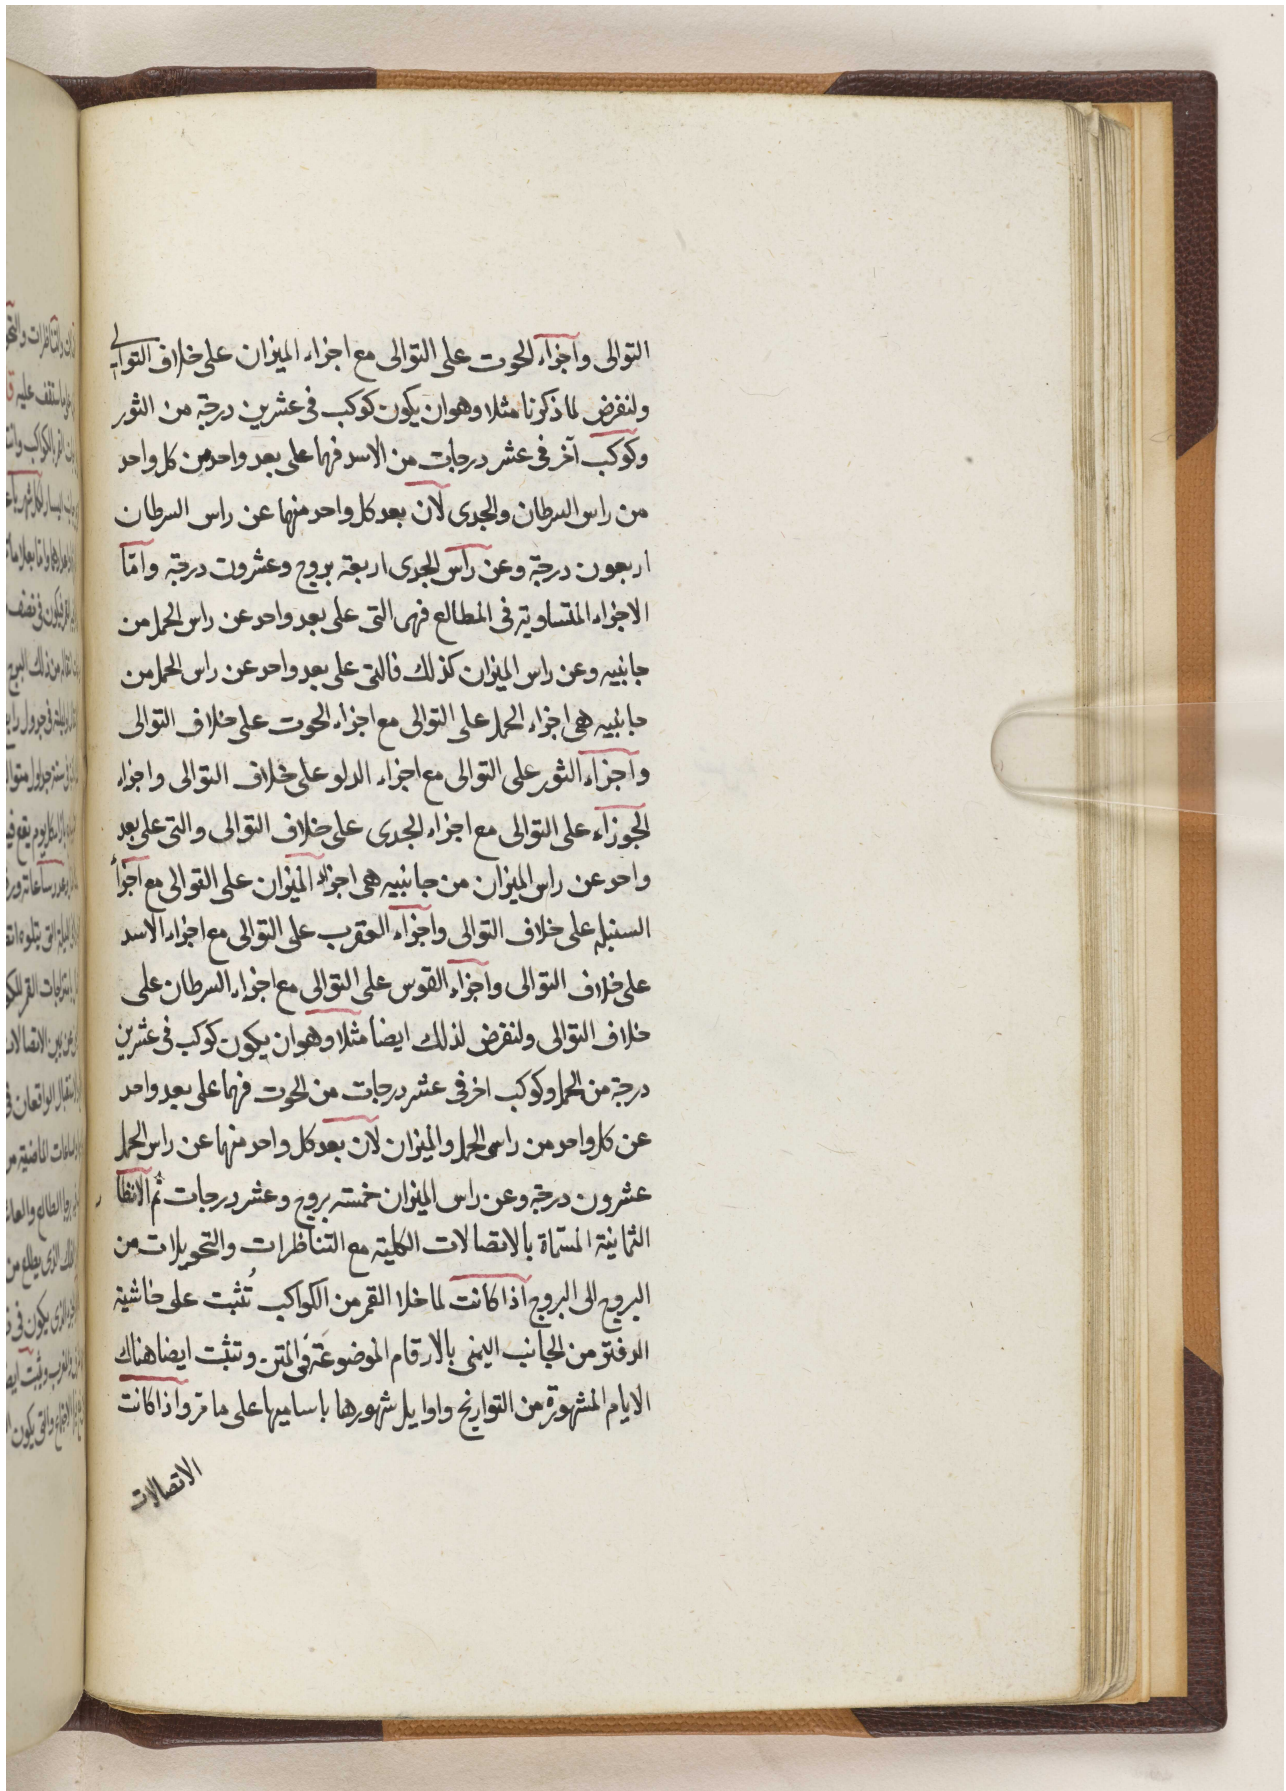 التوالى واجزاء الحوت على التوالى مع اجزاء الميزان على خلاف التوالى
ولنفرض لما ذكرنا مثلا وهو ان يكون كوكب فى عشرين درجة من الثور
وكوكب آخر فى عشر درجات من الاسد فهما على بعد واحد من كل واحد
من راس السرطان والجدى لان بعد كل واحد منهما عن راس السرطان
اربعون درجة وعن راس الجدى اربعة بروج وعشرون درجة وامّا
الاجزاء المتساوية فى المطالع فهى التى على بعد واحد عن راس الحمل من
جانبيه وعن راس الميزان كذلك فالتى على بعد واحد عن راس الحمل من
جانبيه هى اجزاء الحمل على التوالى مع اجزاء الحوت على خلاف التوالى
واجزاء الثور على التوالى مع اجزاء الدلو على خلاف التوالى واجزاء
الجوزاء على التوالى مع اجزاء الجدى على خلاف التوالى والتى على بعد
واحد عن راس الميزان من جانبيه هى اجزاء الميزان على التوالى مع اجزأ
السنبله على خلاف التوالى واجزاء العقرب على التوالى مع اجزاء الاسد
على خلاف التوالى واجزاء القوس على التوالى مع اجزاء السرطان على
خلاف التوالى ولنفرض لذلك ايضا مثلا وهو ان يكون كوكب فى عشرين
درجة من الحمل وكوكب اخر فى عشر درجات من الحوت فهما على بعد واحد
عن كل واحد من راسى الحمل والميزان لان بعد كل واحد منهما عن راس الحمل
عشرون درجة وعن راس الميزان خمسة بروج وعشر درجات ثم الانظا
الثمانية المسمّاة بالاتصالات الكلية مع التناظرات والتحويلات من
البروج الى البروج اذا كانت لما خلا القمر من الكواكب تُثبت على حاشية
الدفتر من الجانب اليمنى بالارقام الموضوعَة فى المتن وتثبت ايضا هناك
الايام المشهورة من التواريخ واوايل شهورها باساميها على ما مرّ واذا كانت
الاتصالات